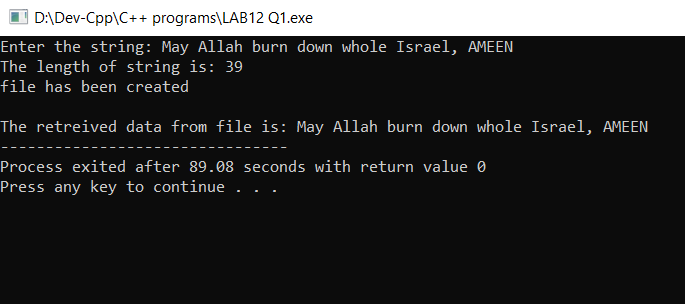 D:\Dev-Cpp\C++ programs\LAB12 Q1.exe
Enter the string: May Allah burn down whole Israel, AMEEN
The length of string is: 39
file has been created
The retreived data from file is: May Allah burn down whole Israel, AMEEN
--------------------------------
Process exited after 89.08 seconds with return value 0
Press any key to continue . . .